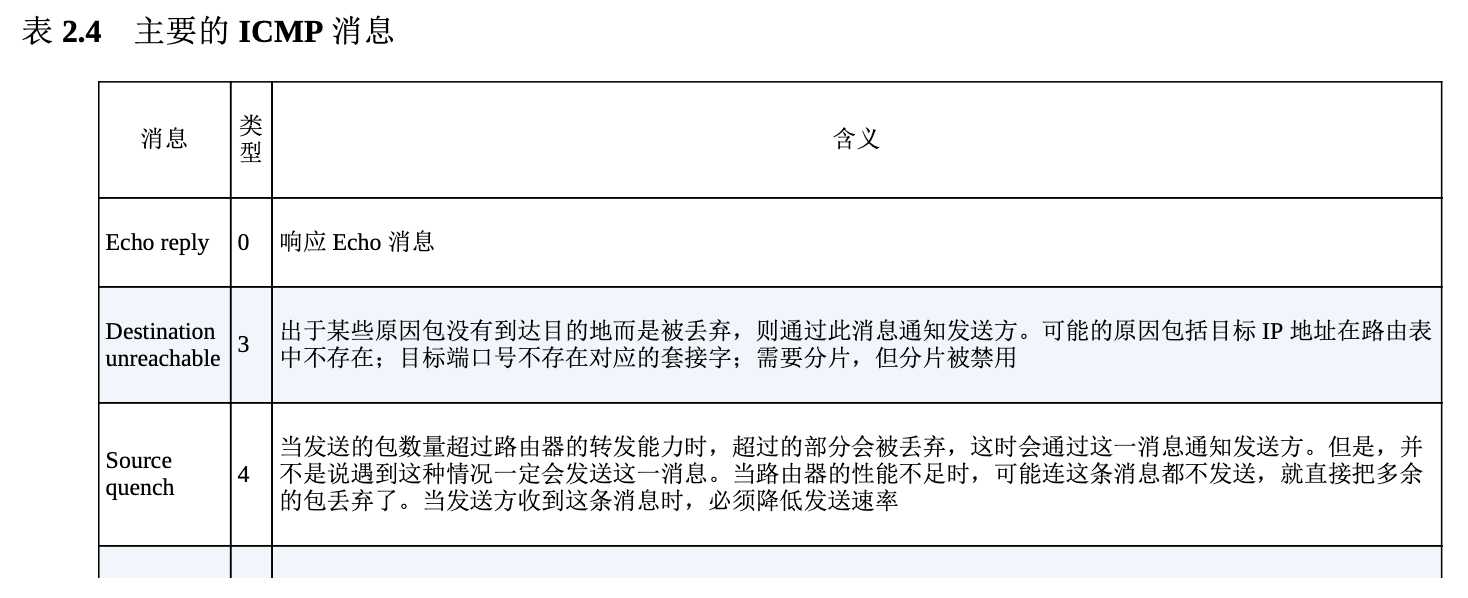 表 2.4 主要的 ICMP 消息
消息
类
型
含义
Echo reply
0
响应 Echo 消息
Destination
unreachable
3
出于某些原因包没有到达目的地而是被丢弃，则通过此消息通知发送方。可能的原因包括目标 IP 地址在路由表
中不存在；目标端口号不存在对应的套接字；需要分片，但分片被禁用
Source
quench
4
当发送的包数量超过路由器的转发能力时，超过的部分会被丢弃，这时会通过这一消息通知发送方。但是，并
不是说遇到这种情况一定会发送这一消息。当路由器的性能不足时，可能连这条消息都不发送，就直接把多余
的包丢弃了。当发送方收到这条消息时，必须降低发送速率